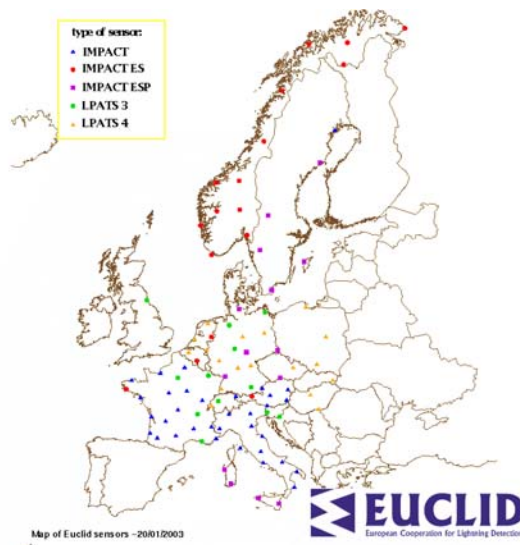 type of sensor:
IMPACT
IMPACT ES
IMPACT ESP
LPATS 3
LPATS 4
EUCLID
European Cooperation for Lightning Detection
Map of Euclid sensors -20/01/2003